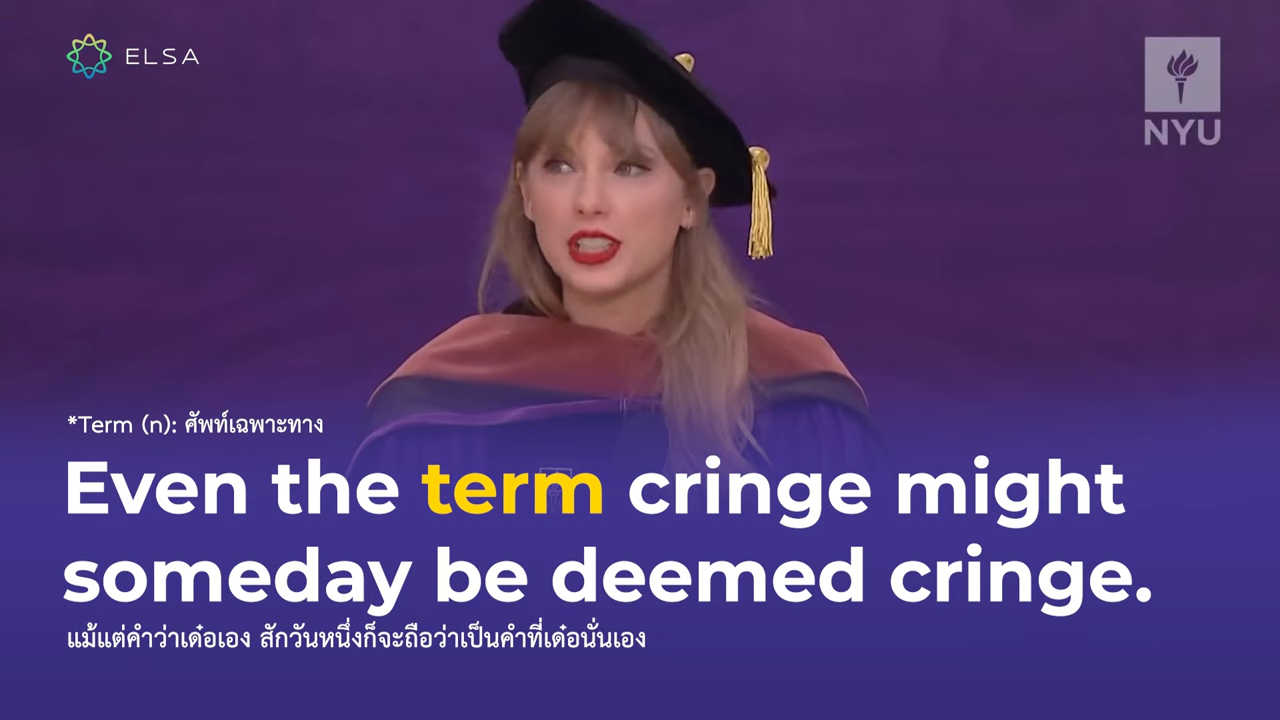 ELSA
NYU
*Term (n): ศัพท์เฉพาะทาง
Even the term cringe might
someday be deemed cringe.
แม้แต่คำว่าเด๋อเอง สักวันหนึ่งก็จะถือว่าเป็นคำที่เด๋อนั่นเอง